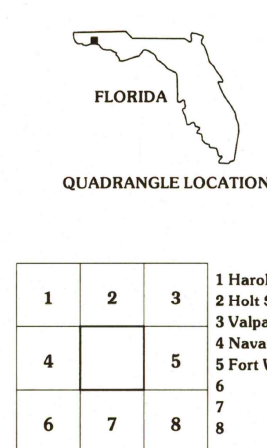 FLORIDA
QUADRANGLE LOCATION
1 2 3
4 5
6 7 8
1 Harol
2 Holt S
3 Valpa
4 Nava
5 Fort W
6
7
8